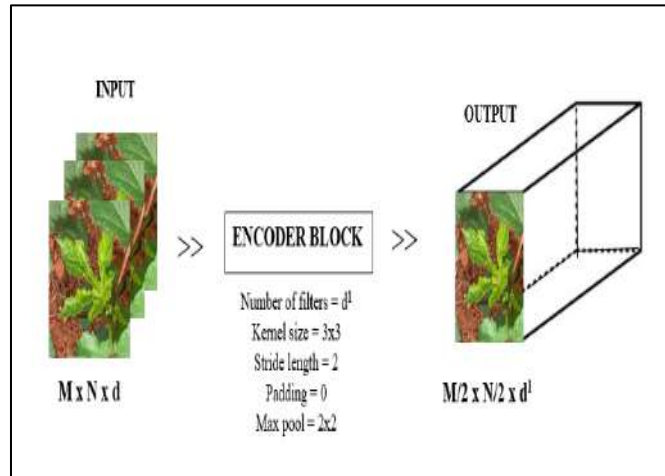 INPUT
OUTPUT
>>
ENCODER BLOCK
>>
Number of filters = d¹
Kernel size = 3x3
Stride length = 2
Padding = 0
Max pool = 2x2
M x N x d
M/2 x N/2 x d¹